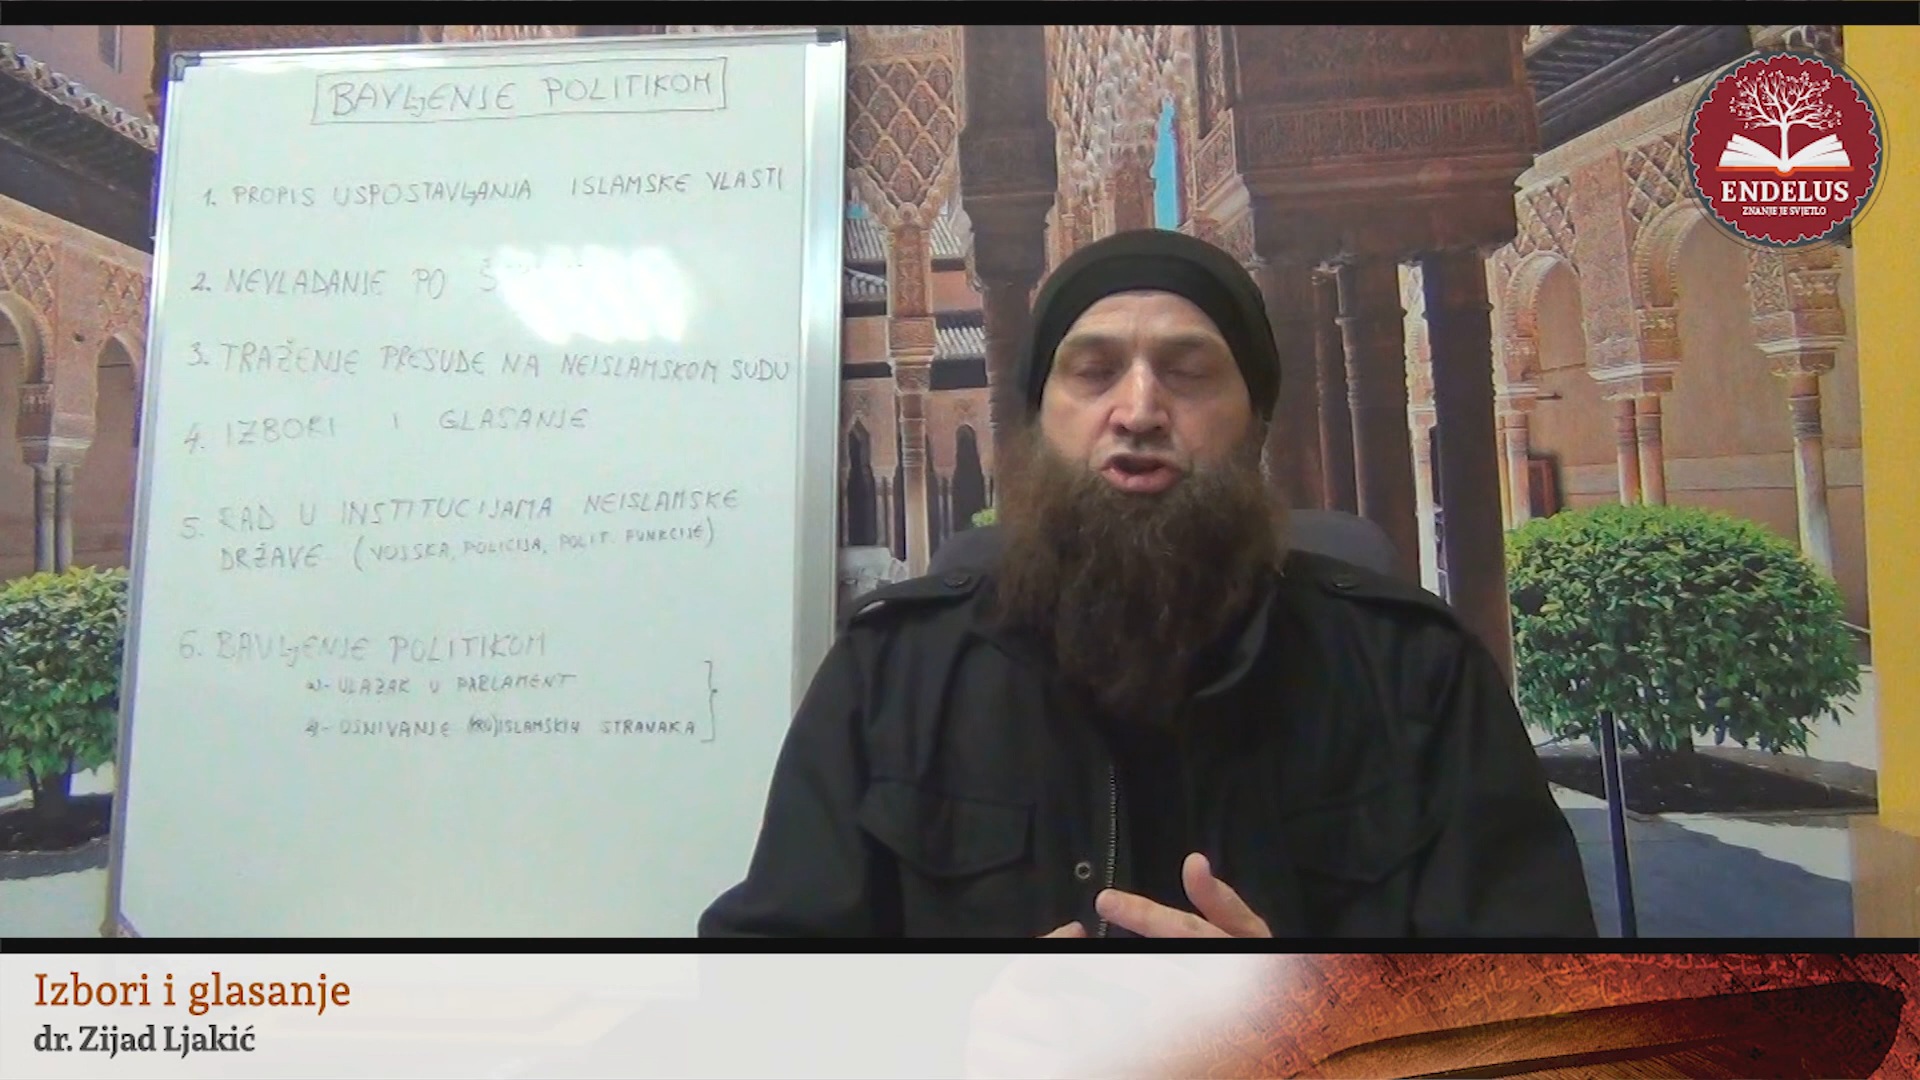 BAVLJENJE POLITIKOM
1. PROPIS USPOSTAVLJANJA ISLAMSKE VLASTI
2. NEVLADANJE PO Š
3. TRAŽENJE PRESUDE NA NEISLAMSKOM SUDU
4. IZBORI I GLASANJE
5. RAD U INSTITUCIJAMA NEISLAMSKE
DRŽAVE (VOJSKA, POLICIJA, POLIT. FUNKCIJE)
6. BAVLJENJE POLITIKOM
- ULAZAK U PARLAMENT
- OSNIVANJE (PRO)ISLAMSKIH STRANAKA
ENDELUS
ZNANJE JE SVJETLO
Izbori i glasanje
dr. Zijad Ljakić